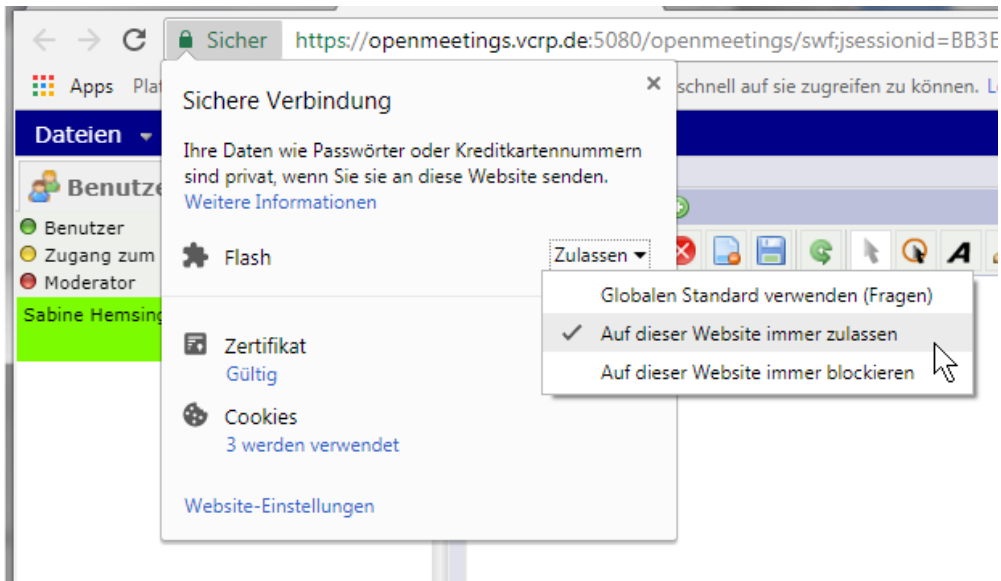 Sicher https://openmeetings.vcrp.de:5080/openmeetings/swf;jsessionid=BB3
Apps schnell auf sie zugreifen zu können.
Dateien
Sichere Verbindung
Ihre Daten wie Passwörter oder Kreditkartennummern
sind privat, wenn Sie sie an diese Website senden.
Weitere Informationen
Benutzer
Zugang zum
Moderator
Sabine Hemsing
Flash Zulassen
Globalen Standard verwenden (Fragen)
Auf dieser Website immer zulassen
Auf dieser Website immer blockieren
Zertifikat
Gültig
Cookies
3 werden verwendet
Website-Einstellungen